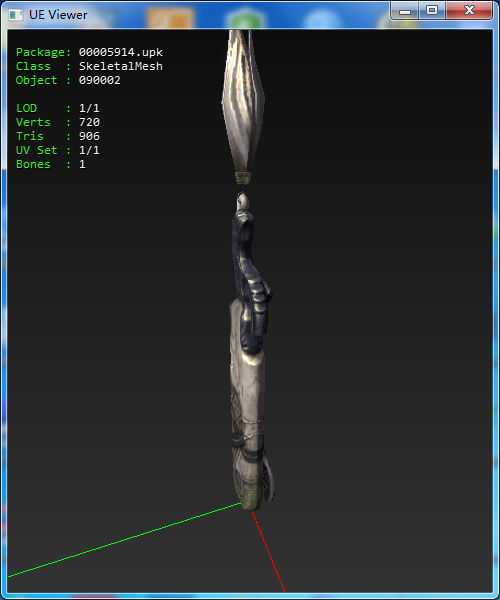 UE Viewer
Package: 00005914.upk
Class : SkeletalMesh
Object : 090002
LOD : 1/1
Verts : 720
Tris : 906
UV Set : 1/1
Bones : 1